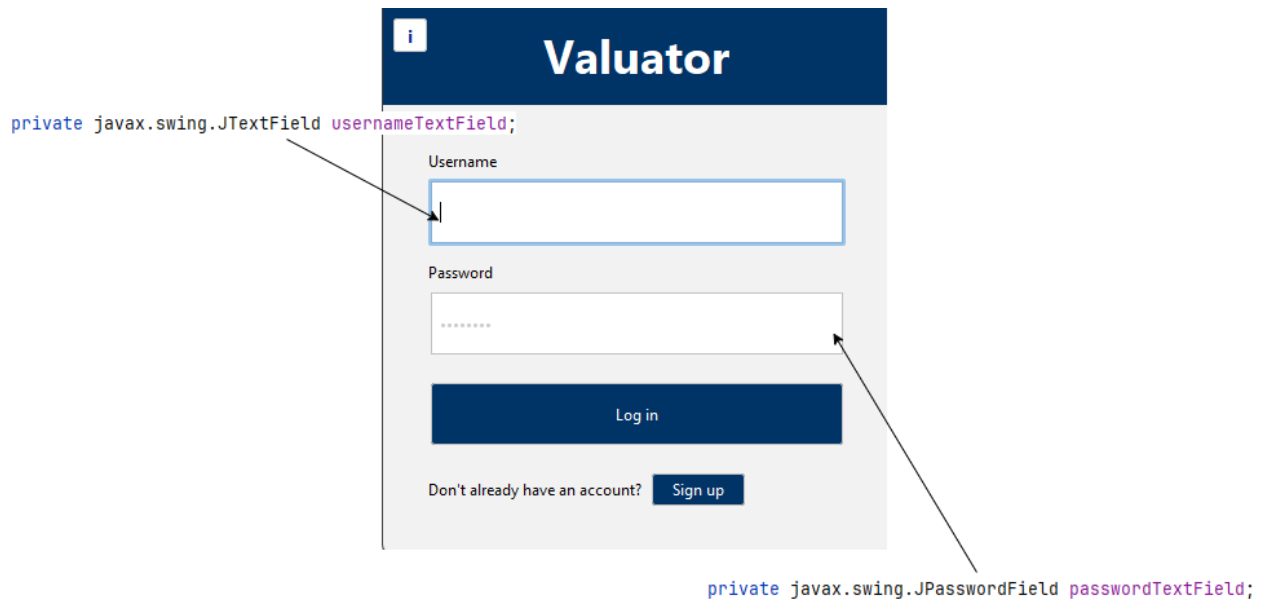 i
Valuator
private javax.swing.JTextField usernameTextField;
Username
Password
Log in
Don't already have an account? Sign up
private javax.swing.JPasswordField passwordTextField;